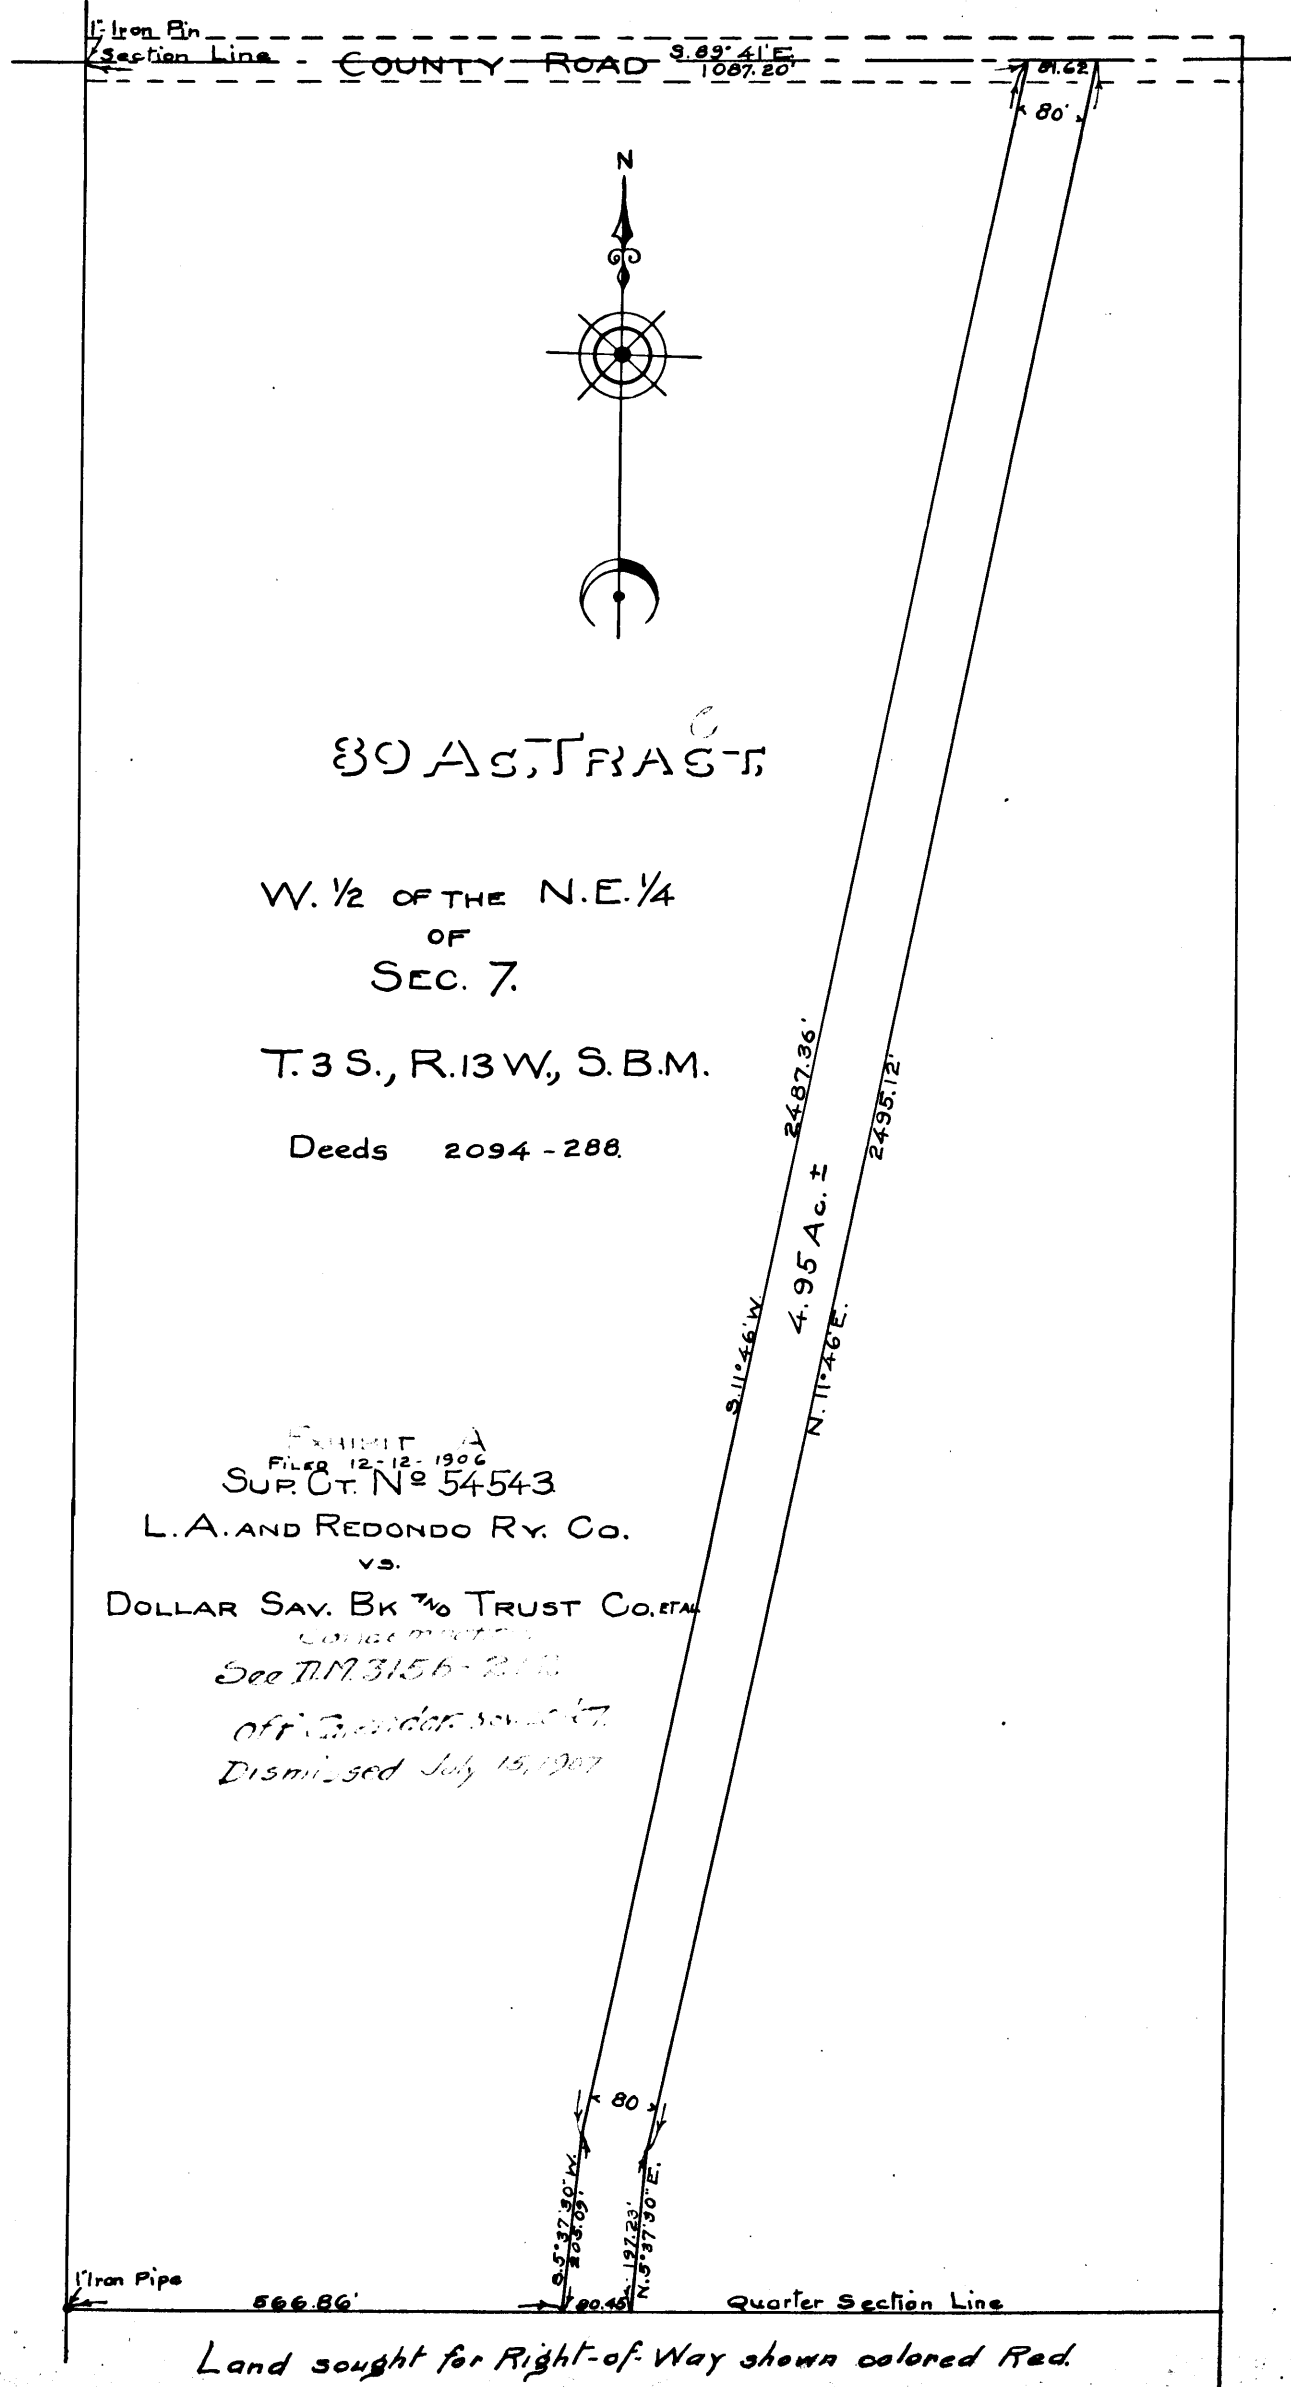 1"-Iron Pin
Section Line
COUNTY ROAD
S.89°41'E.
1087.20'
81.62
80'
N
80 Ac. TRACT,
W. 1/2 OF THE N.E. 1/4
OF
SEC. 7.
T. 3 S., R. 13 W., S. B. M.
Deeds 2094 - 288.
2487.36'
2495.12'
4.95 Ac. ±
S. 11°46' W.
N. 11°46' E.
EXHIBIT A
FILED 12-12-1906
SUP. CT. Nº 54543
L. A. AND REDONDO RY. CO.
vs.
DOLLAR SAV. BK AND TRUST CO. ET AL
See D.M. 3156 -
off
Dismissed July 15, 1907
80
S. 5°37'30" W.
203.09'
197.23'
N. 5°37'30" E.
1" Iron Pipe
566.86'
80.45'
Quarter Section Line
Land sought for Right-of-Way shown colored Red.